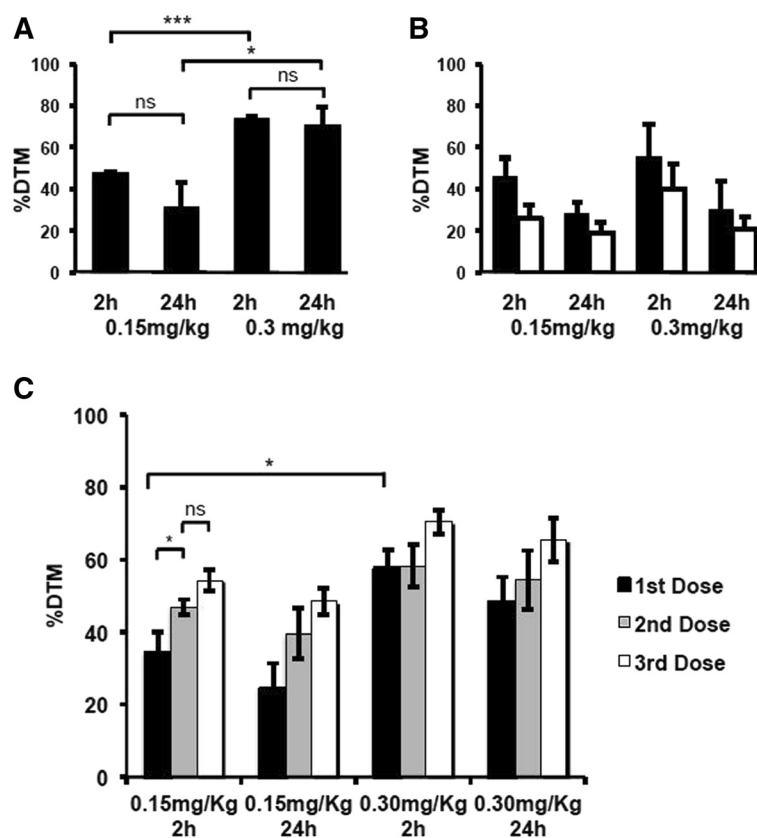 A
***
*
ns
ns
100
80
60
40
20
0
%DTM
2h 24h 2h 24h
0.15mg/kg 0.3 mg/kg
B
100
80
60
40
20
0
%DTM
2h 24h 2h 24h
0.15mg/kg 0.3mg/kg
C
100
80
60
40
20
0
%DTM
*
ns
*
1st Dose
2nd Dose
3rd Dose
0.15mg/Kg 0.15mg/Kg 0.30mg/Kg 0.30mg/Kg
2h 24h 2h 24h